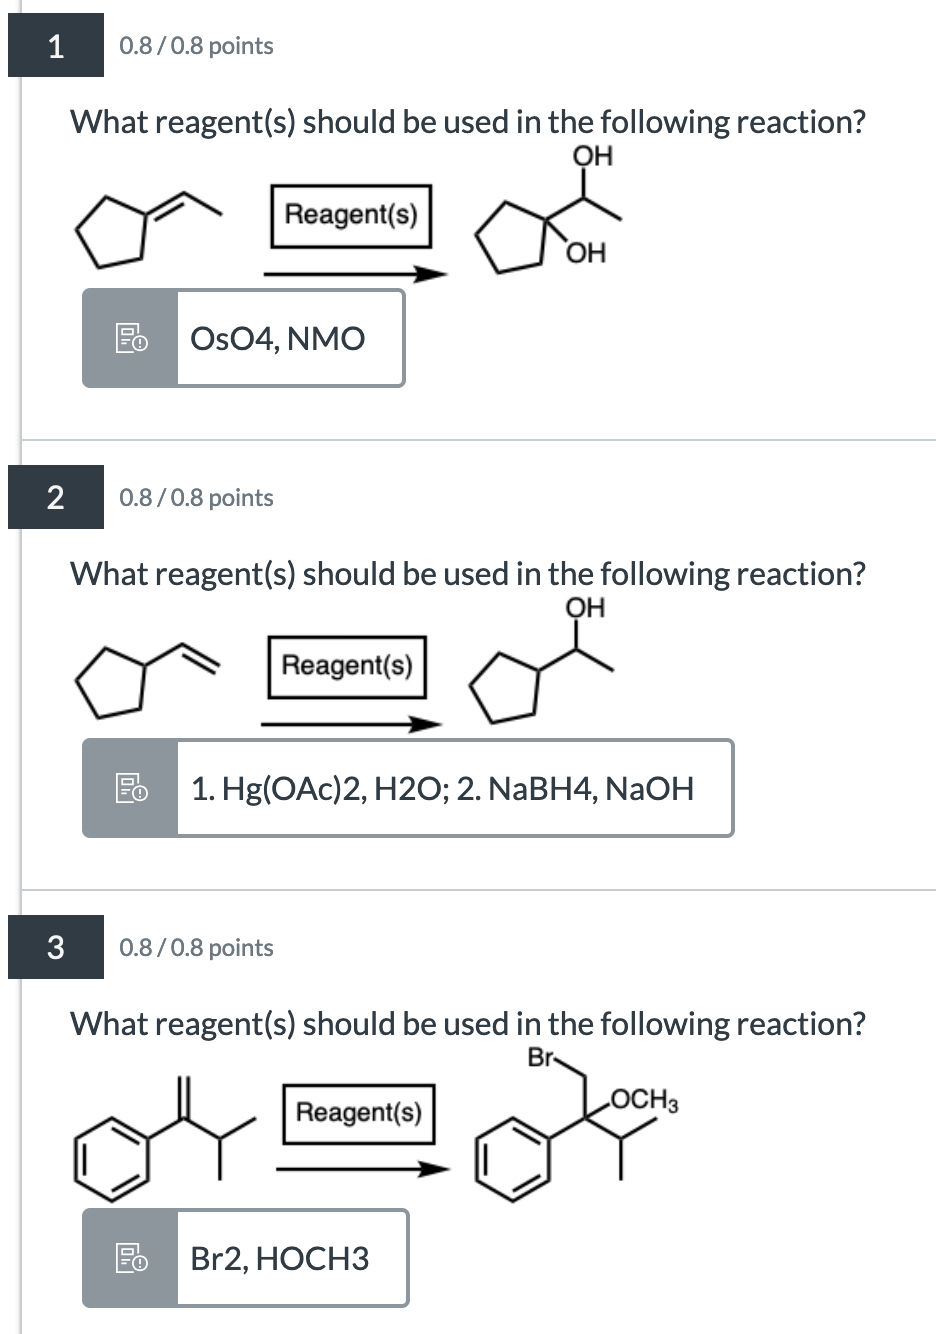 1
0.8 / 0.8 points
What reagent(s) should be used in the following reaction?
OH
Reagent(s)
OH
OsO4, NMO
2
0.8 / 0.8 points
What reagent(s) should be used in the following reaction?
OH
Reagent(s)
1. Hg(OAc)2, H2O; 2. NaBH4, NaOH
3
0.8 / 0.8 points
What reagent(s) should be used in the following reaction?
Br
OCH3
Reagent(s)
Br2, HOCH3